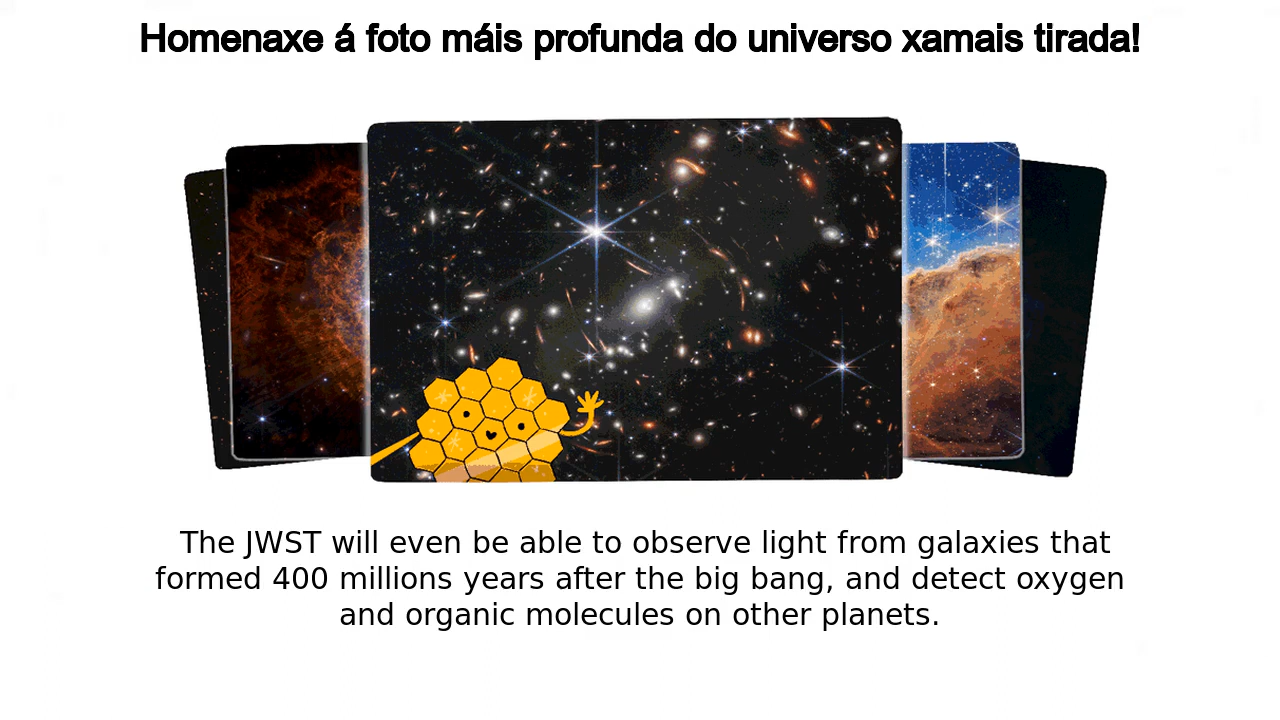 Homenaxe á foto máis profunda do universo xamais tirada!
The JWST will even be able to observe light from galaxies that
formed 400 millions years after the big bang, and detect oxygen
and organic molecules on other planets.